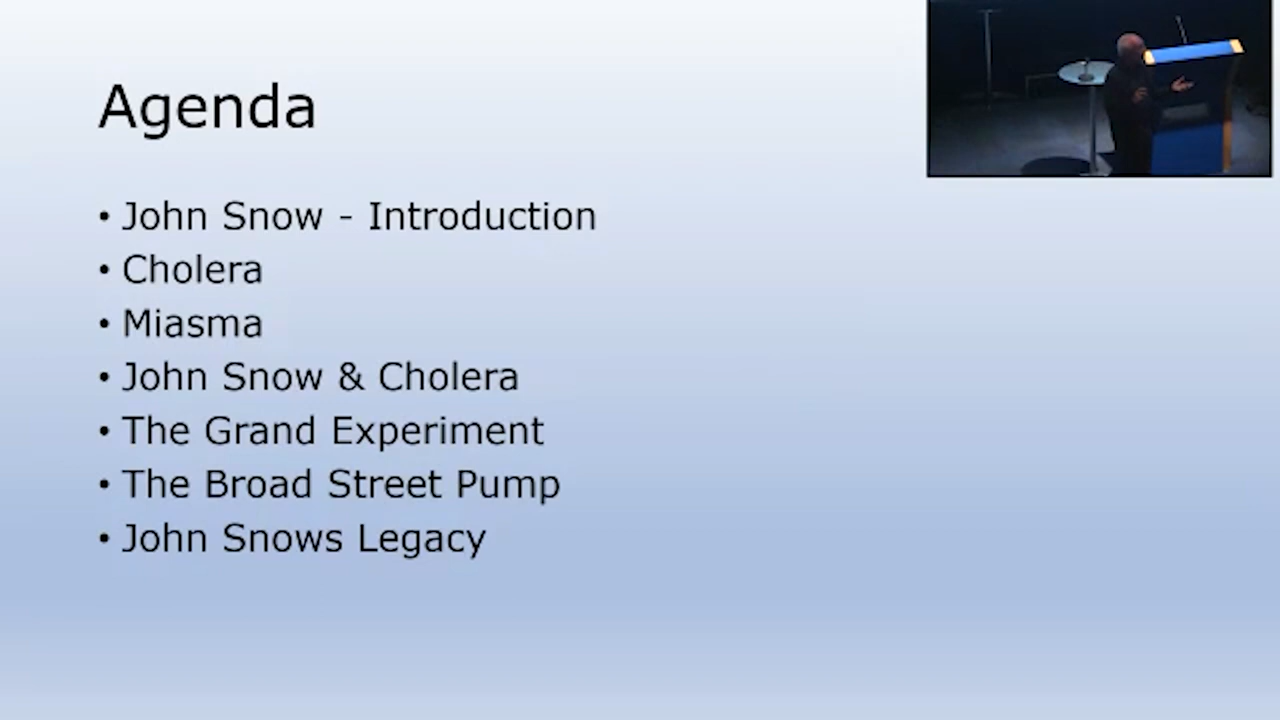 Agenda
• John Snow - Introduction
• Cholera
• Miasma
• John Snow & Cholera
• The Grand Experiment
• The Broad Street Pump
• John Snows Legacy